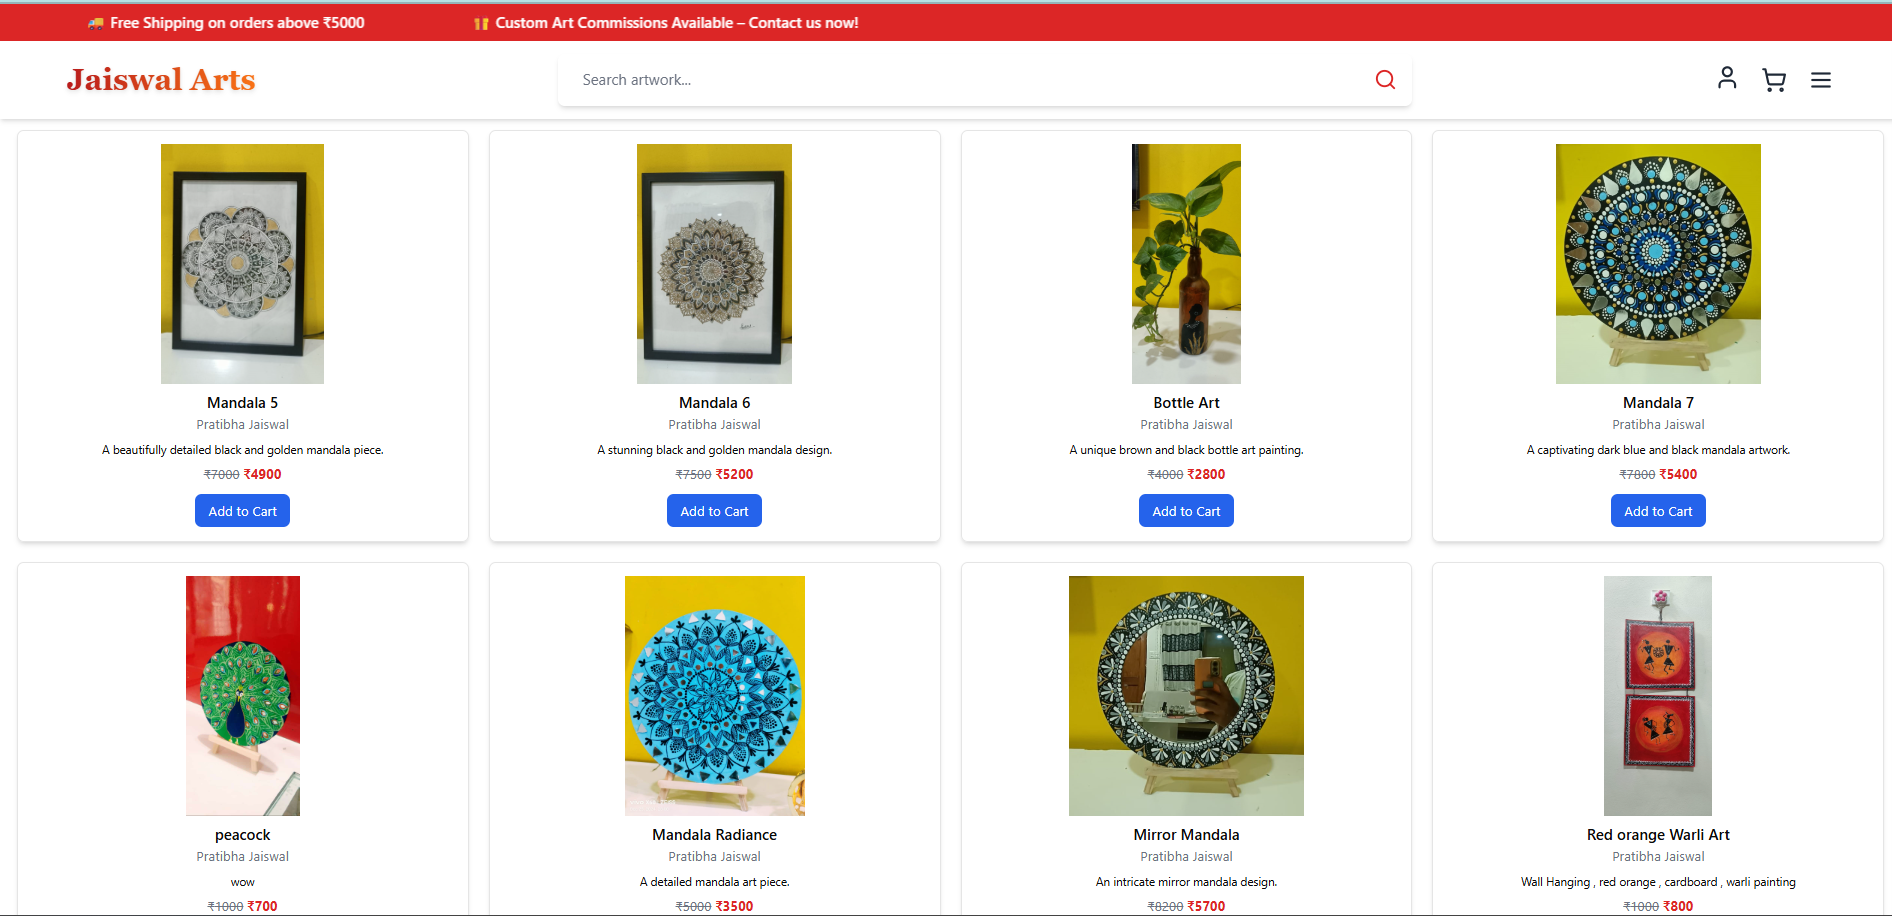 🚚 Free Shipping on orders above ₹5000
🎁 Custom Art Commissions Available – Contact us now!
Jaiswal Arts
Search artwork...
Mandala 5
Pratibha Jaiswal
A beautifully detailed black and golden mandala piece.
₹7000 ₹4900
Add to Cart
Mandala 6
Pratibha Jaiswal
A stunning black and golden mandala design.
₹7500 ₹5200
Add to Cart
Bottle Art
Pratibha Jaiswal
A unique brown and black bottle art painting.
₹4000 ₹2800
Add to Cart
Mandala 7
Pratibha Jaiswal
A captivating dark blue and black mandala artwork.
₹7800 ₹5400
Add to Cart
peacock
Pratibha Jaiswal
wow
₹1000 ₹700
Mandala Radiance
Pratibha Jaiswal
A detailed mandala art piece.
₹5000 ₹3500
Mirror Mandala
Pratibha Jaiswal
An intricate mirror mandala design.
₹8200 ₹5700
Red orange Warli Art
Pratibha Jaiswal
Wall Hanging , red orange , cardboard , warli painting
₹1000 ₹800